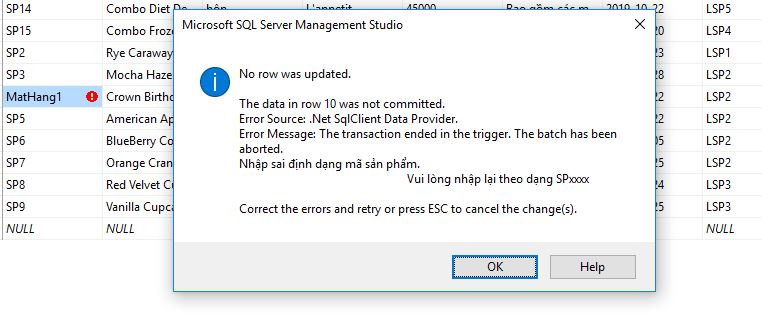 SP14 Combo Diet De... hộp L'appetit 45000 Bao gồm các m... 2019-10-22 LSP5
Microsoft SQL Server Management Studio
SP15 Combo Froze 20 LSP4
SP2 Rye Caraway 23 LSP1
No row was updated.
SP3 Mocha Haze 28 LSP2
MatHang1 Crown Birtho 22 LSP2
The data in row 10 was not committed.
SP5 American Ap 22 LSP2
Error Source: .Net SqlClient Data Provider.
Error Message: The transaction ended in the trigger. The batch has been
SP6 BlueBerry Co 05 LSP2
aborted.
SP7 Orange Cran 25 LSP2
Nhập sai định dạng mã sản phẩm.
Vui lòng nhập lại theo dạng SPxxxx
SP8 Red Velvet Cu 24 LSP3
SP9 Vanilla Cupca 25 LSP3
Correct the errors and retry or press ESC to cancel the change(s).
NULL NULL NULL
OK Help